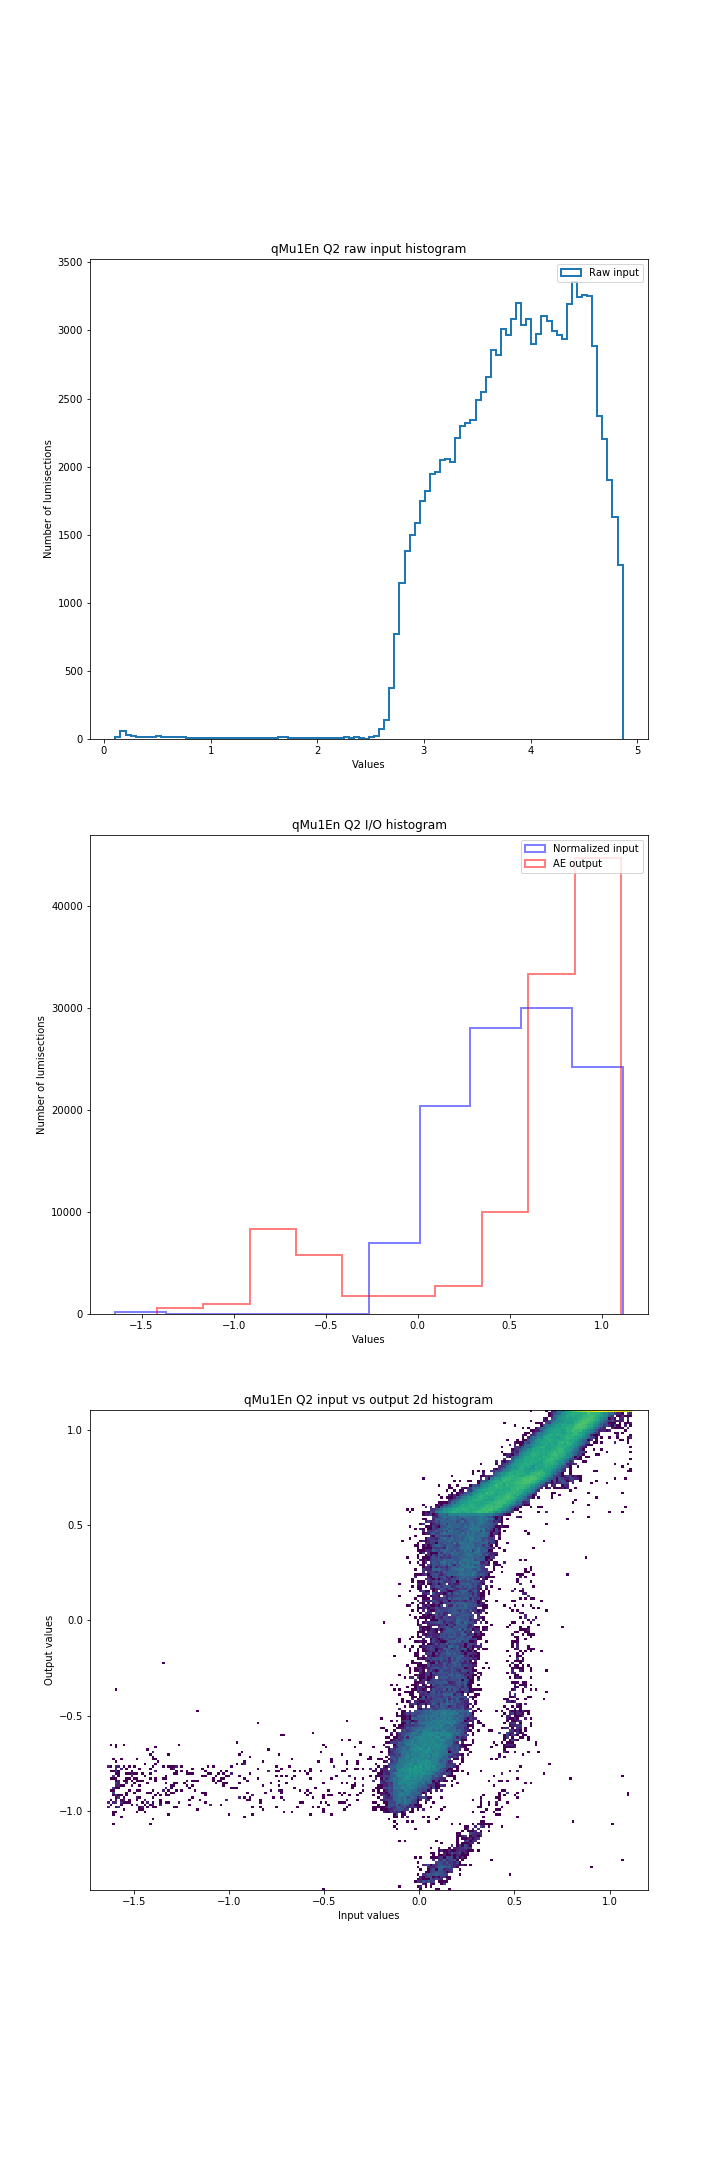 qMu1En Q2 raw input histogram
Raw input
3500
3000
2500
2000
1500
1000
500
0
Number of lumisections
0 1 2 3 4 5
Values
qMu1En Q2 I/O histogram
Normalized input
AE output
40000
30000
20000
10000
0
Number of lumisections
−1.5 −1.0 −0.5 0.0 0.5 1.0
Values
qMu1En Q2 input vs output 2d histogram
1.0
0.5
0.0
−0.5
−1.0
Output values
−1.5 −1.0 −0.5 0.0 0.5 1.0
Input values